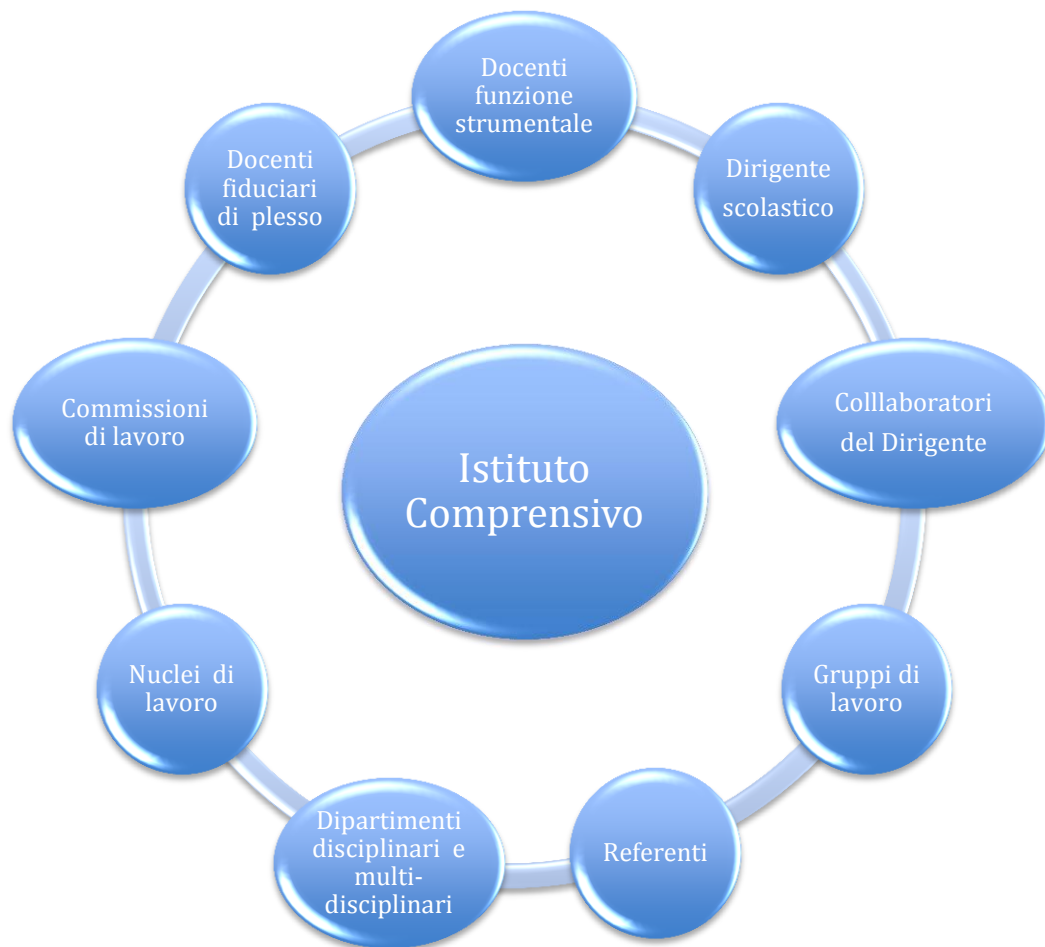 Docenti
funzione
strumentale
Dirigente
scolastico
Colllaboratori
del Dirigente
Gruppi di
lavoro
Referenti
Dipartimenti
disciplinari e
multi-
disciplinari
Nuclei di
lavoro
Commissioni
di lavoro
Docenti
fiduciari
di plesso
Istituto
Comprensivo